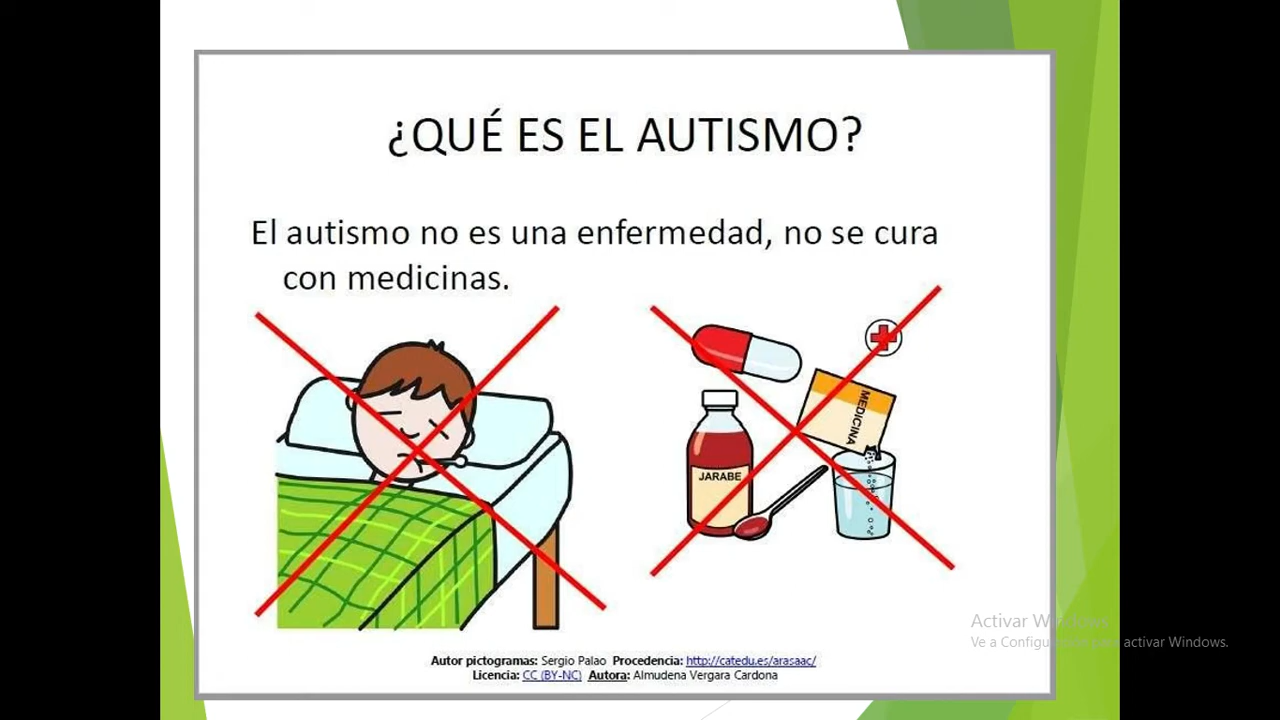 ¿QUÉ ES EL AUTISMO?
El autismo no es una enfermedad, no se cura
con medicinas.
MEDICINA
JARABE
Activar Windows
Ve a Configuración para activar Windows.
Autor pictogramas: Sergio Palao Procedencia: http://catedu.es/arasaac/
Licencia: CC (BY-NC) Autora: Almudena Vergara Cardona